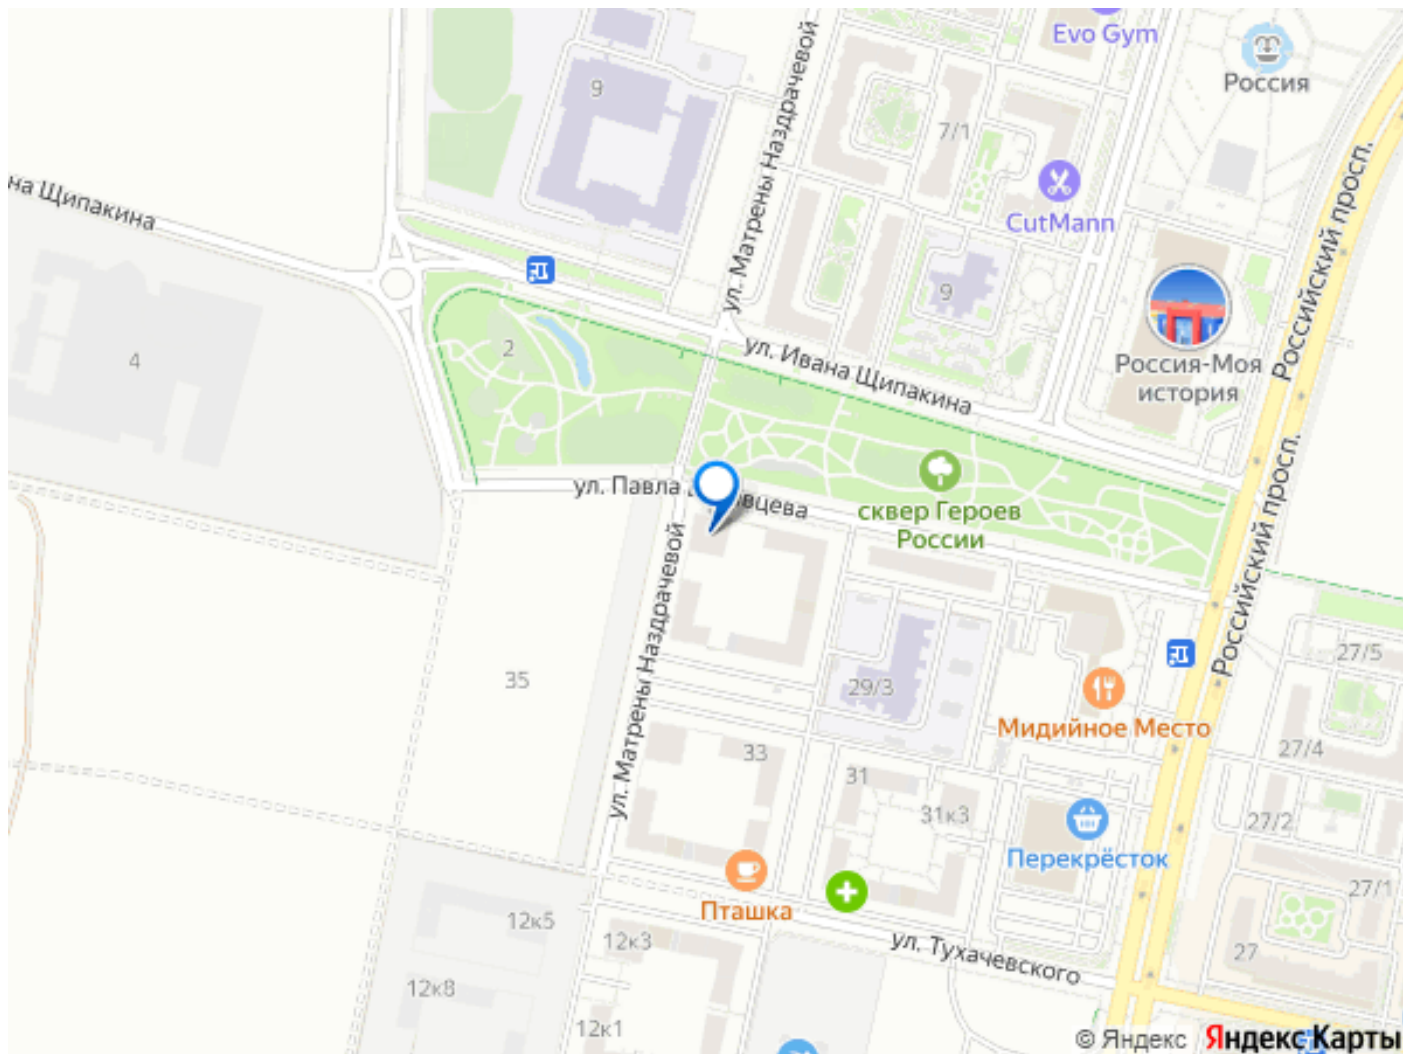 Evo Gym
Россия
9
7/1
ул. Матрены Наздрачевой
Российский просп.
на Щипакина
CutMann
9
4
2
ул. Ивана Щипакина
Россия-Моя
история
Российский просп.
ул. Павла
вцева
сквер Героев
России
ул. Матрены Наздрачевой
35
29/3
27/5
Мидийное Место
27/4
33
31
31к3
27/2
Перекрёсток
27/1
Пташка
12к5
12к3
ул. Тухачевского
27
12к8
12к1
© Яндекс Яндекс Карты